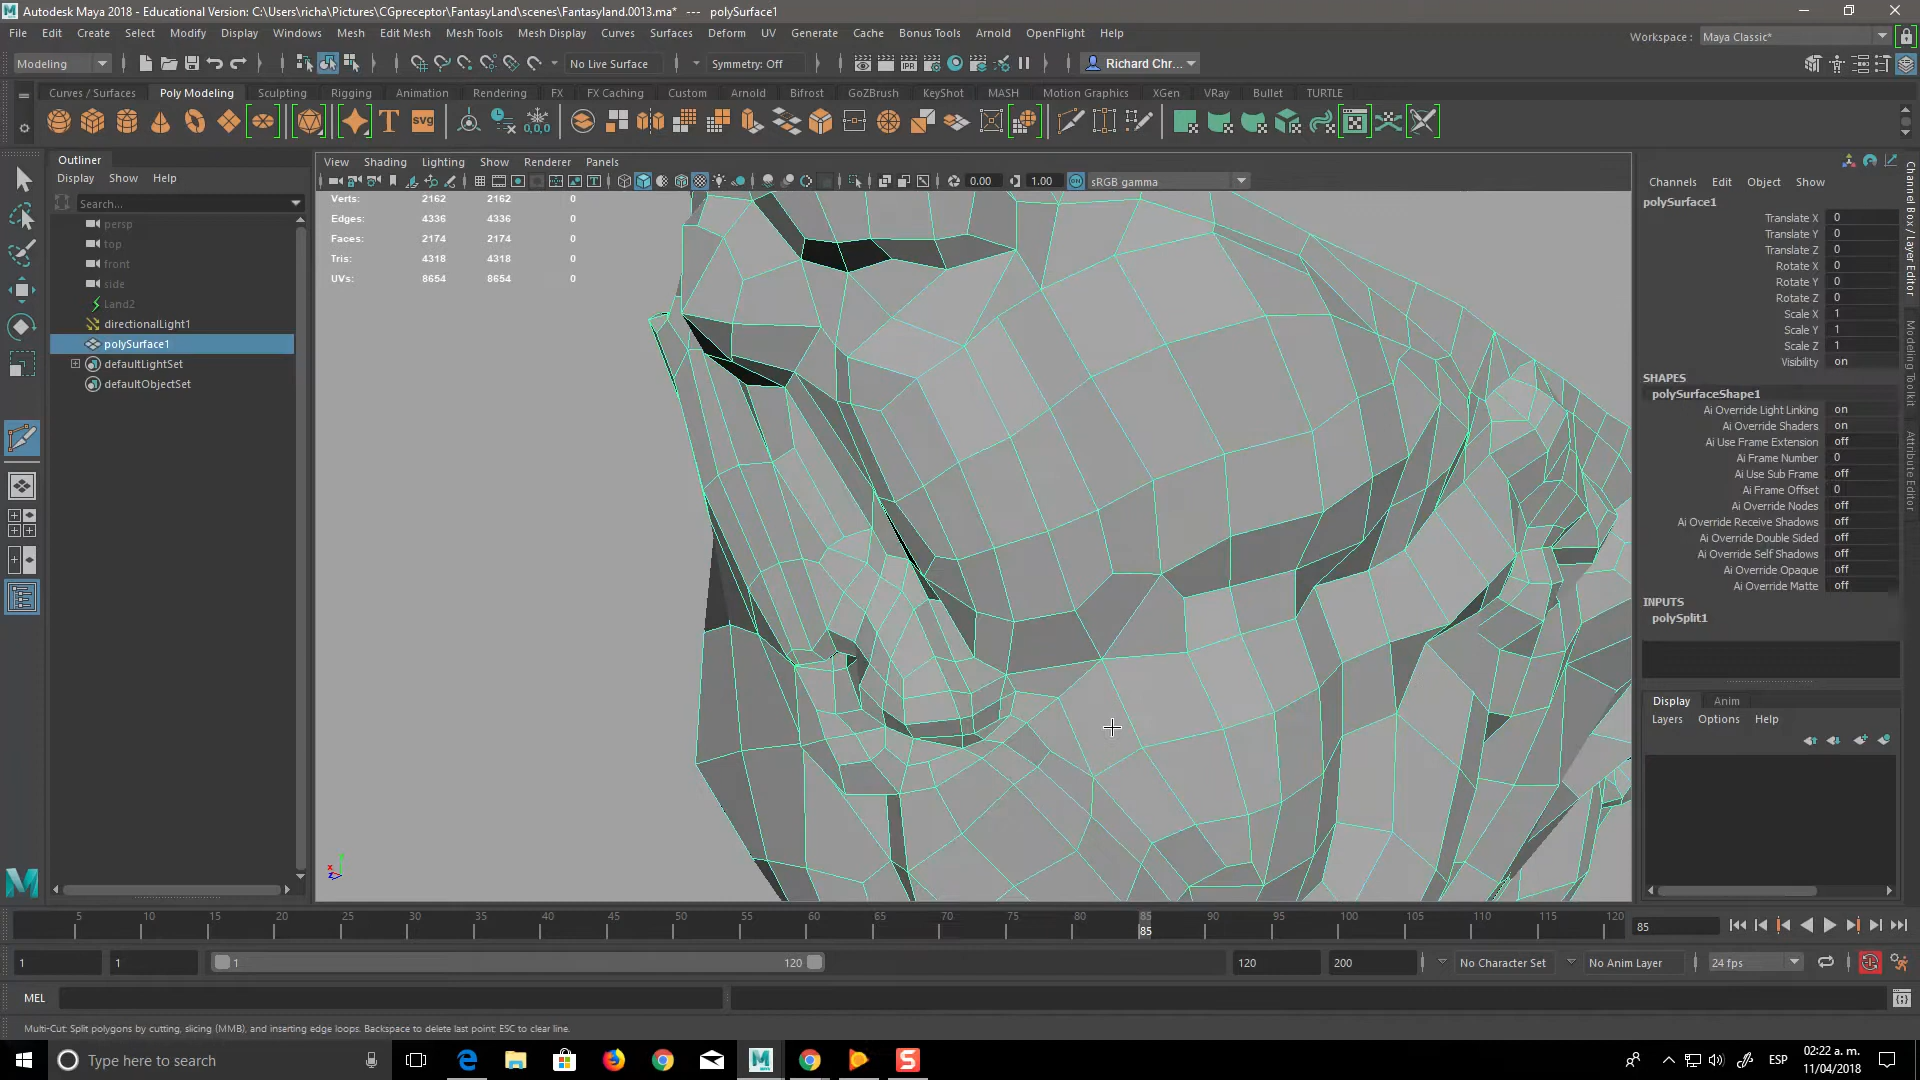 Autodesk Maya 2018 - Educational Version: C:\Users\richa\Pictures\CGpreceptor\FantasyLand\scenes\Fantasyland.0013.ma* --- polySurface1
File Edit Create Select Modify Display Windows Mesh Edit Mesh Mesh Tools Mesh Display Curves Surfaces Deform UV Generate Cache Bonus Tools Arnold OpenFlight Help
Workspace : Maya Classic*
Modeling No Live Surface Symmetry: Off Richard Chr...
Curves / Surfaces Poly Modeling Sculpting Rigging Animation Rendering FX FX Caching Custom Arnold Bifrost GoZBrush KeyShot MASH Motion Graphics XGen VRay Bullet TURTLE
T svg 0,0,0
Outliner
Display Show Help
Search...
persp
top
front
side
Land2
directionalLight1
polySurface1
defaultLightSet
defaultObjectSet
View Shading Lighting Show Renderer Panels
0.00 1.00 sRGB gamma
Verts: 2162 2162 0
Edges: 4336 4336 0
Faces: 2174 2174 0
Tris: 4318 4318 0
UVs: 8654 8654 0
Channels Edit Object Show
polySurface1
Translate X 0
Translate Y 0
Translate Z 0
Rotate X 0
Rotate Y 0
Rotate Z 0
Scale X 1
Scale Y 1
Scale Z 1
Visibility on
SHAPES
polySurfaceShape1
Ai Override Light Linking on
Ai Override Shaders on
Ai Use Frame Extension off
Ai Frame Number 0
Ai Use Sub Frame off
Ai Frame Offset 0
Ai Override Nodes off
Ai Override Receive Shadows off
Ai Override Double Sided off
Ai Override Self Shadows off
Ai Override Opaque off
Ai Override Matte off
INPUTS
polySplit1
Display Anim
Layers Options Help
Channel Box / Layer Editor
Modeling Toolkit
Attribute Editor
5 10 15 20 25 30 35 40 45 50 55 60 65 70 75 80 85 90 95 100 105 110 115 120
85
85
1 1 1 120 120 200 No Character Set No Anim Layer 24 fps
MEL
Multi-Cut: Split polygons by cutting, slicing (MMB), and inserting edge loops. Backspace to delete last point: ESC to clear line.
Type here to search
ESP
02:22 a. m.
11/04/2018